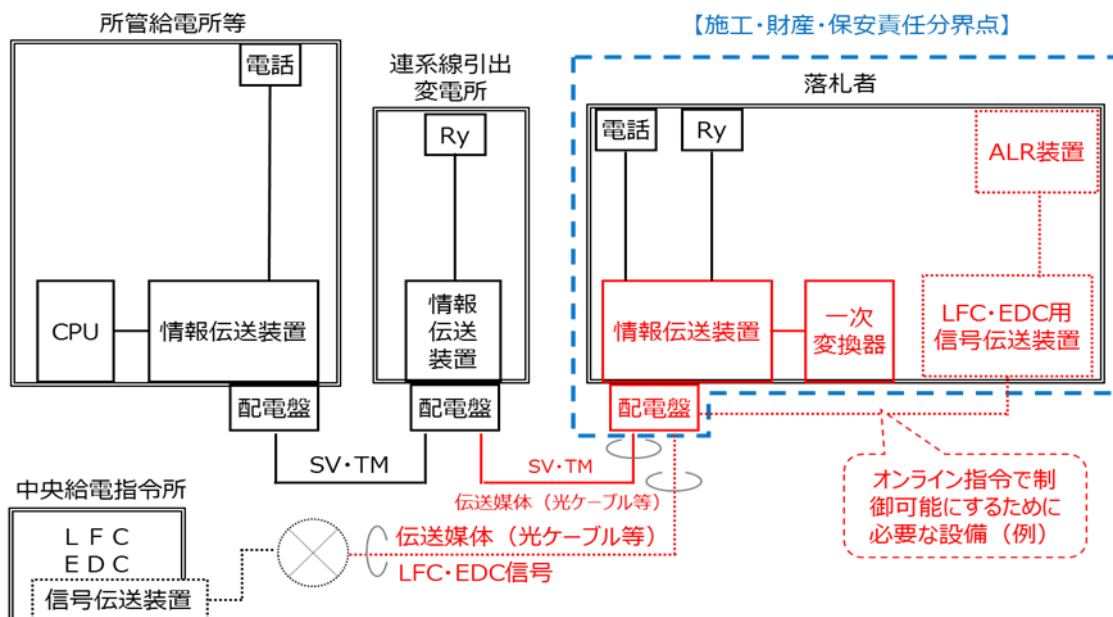 所管給電所等
電話
CPU
情報伝送装置
配電盤
連系線引出
変電所
Ry
情報
伝送
装置
配電盤
【施工・財産・保安責任分界点】
落札者
電話
Ry
ALR装置
情報伝送装置
一次
変換器
LFC・EDC用
信号伝送装置
配電盤
SV・TM
SV・TM
伝送媒体（光ケーブル等）
オンライン指令で制
御可能にするために
必要な設備（例）
中央給電指令所
ＬＦＣ
ＥＤＣ
信号伝送装置
伝送媒体（光ケーブル等）
LFC・EDC信号